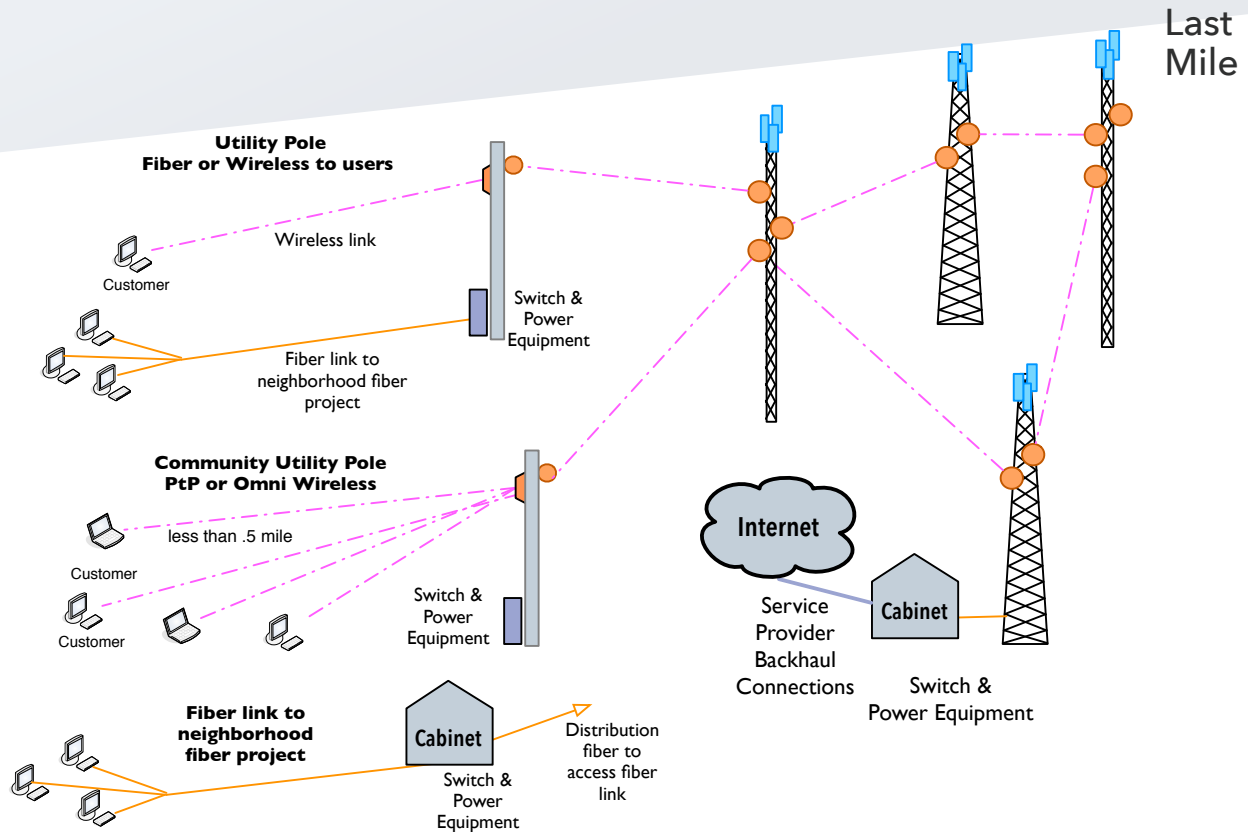 Last
Mile
Utility Pole
Fiber or Wireless to users
Wireless link
Customer
Switch &
Power
Equipment
Fiber link to
neighborhood fiber
project
Community Utility Pole
PtP or Omni Wireless
less than .5 mile
Customer
Customer
Switch &
Power
Equipment
Internet
Cabinet
Service
Provider
Backhaul
Connections
Switch &
Power Equipment
Fiber link to
neighborhood
fiber project
Cabinet
Switch &
Power
Equipment
Distribution
fiber to
access fiber
link